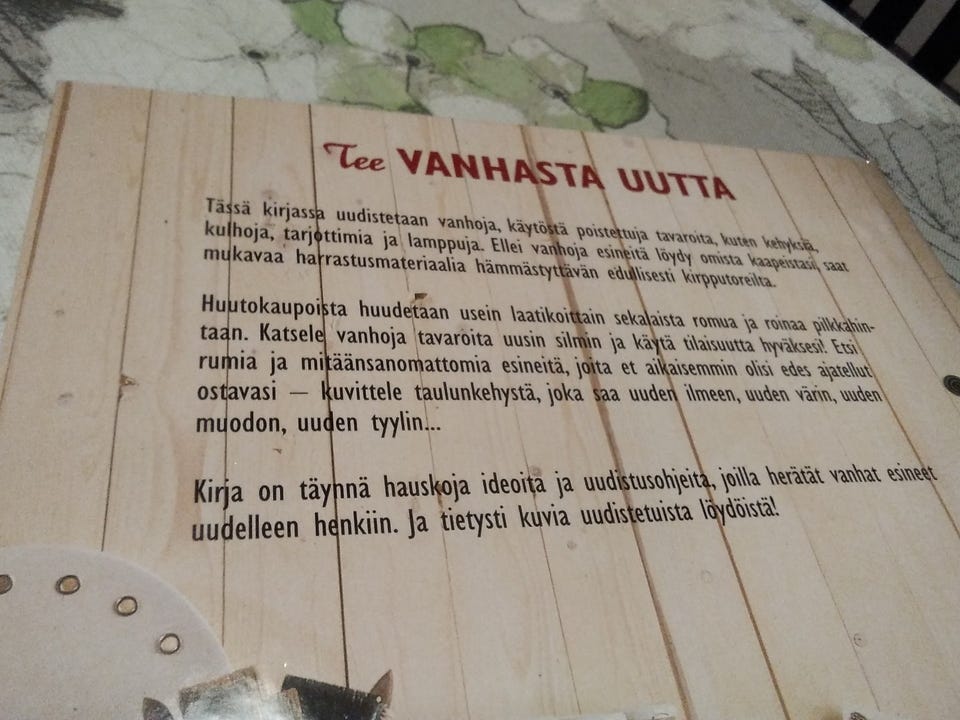 Tee VANHASTA UUTTA
Tässä kirjassa uudistetaan vanhoja, käytöstä poistettuja tavaroita, kuten kehyksiä,
kulhoja, tarjottimia ja lamppuja. Ellei vanhoja esineitä löydy omista kaapeistasi, saat
mukavaa harrastusmateriaalia hämmästyttävän edullisesti kirpputoreilta.
Huutokaupoista huudetaan usein laatikoittain sekalaista romua ja roinaa pilkkahin-
taan. Katsele vanhoja tavaroita uusin silmin ja käytä tilaisuutta hyväksesi! Etsi
rumia ja mitäänsanomattomia esineitä, joita et aikaisemmin olisi edes ajatellut
ostavasi — kuvittele taulunkehystä, joka saa uuden ilmeen, uuden värin, uuden
muodon, uuden tyylin...
Kirja on täynnä hauskoja ideoita ja uudistusohjeita, joilla herätät vanhat esineet
uudelleen henkiin. Ja tietysti kuvia uudistetuista löydöistä!